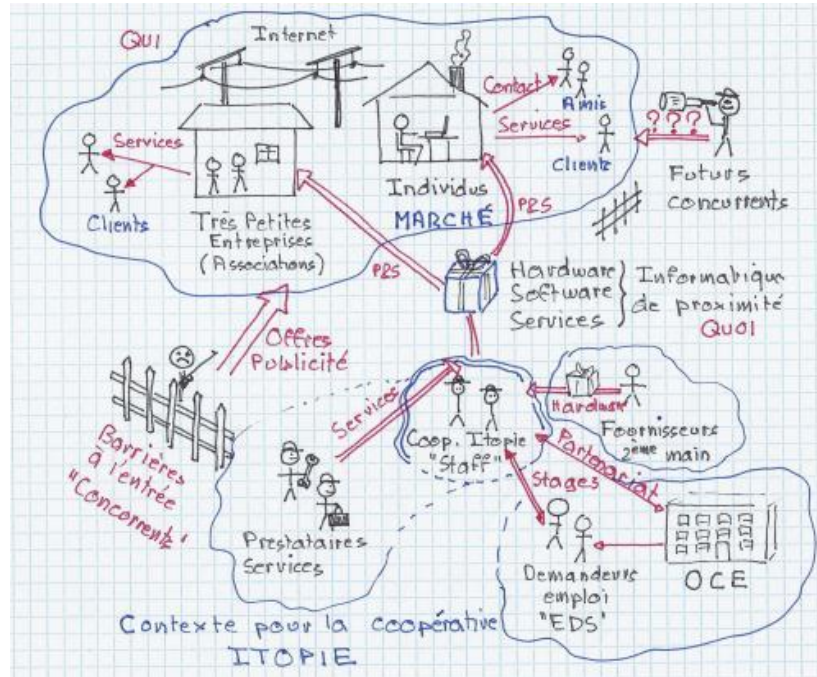 QUI
Internet
Contact
Amis
Services
Clients
? ? ?
Futurs
concurrents
Services
Clients
Très Petites
Entreprises
(Associations)
Individus
MARCHÉ
P&S
P&S
Hardware
Software
Services
Informatique
de proximité
QUOI
Offres
Publicité
Barrières
à l'entrée
"Concurrents"
Services
Coop. Itopie
"Staff"
Hardware
Fournisseurs
2ème main
Partenariat
Stages
Prestataires
Services
Demandeurs
emploi
"EDS"
OCE
Contexte pour la coopérative
ITOPIE